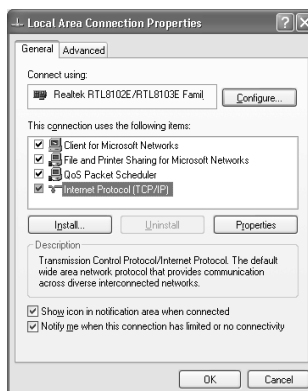 Local Area Connection Properties
General
Advanced
Connect using:
Realtek RTL8102E/RTL8103E Famil
Configure...
This connection uses the following items:
Client for Microsoft Networks
File and Printer Sharing for Microsoft Networks
QoS Packet Scheduler
Internet Protocol (TCP/IP)
Install...
Uninstall
Properties
Description
Transmission Control Protocol/Internet Protocol. The default
wide area network protocol that provides communication
across diverse interconnected networks.
Show icon in notification area when connected
Notify me when this connection has limited or no connectivity
OK
Cancel